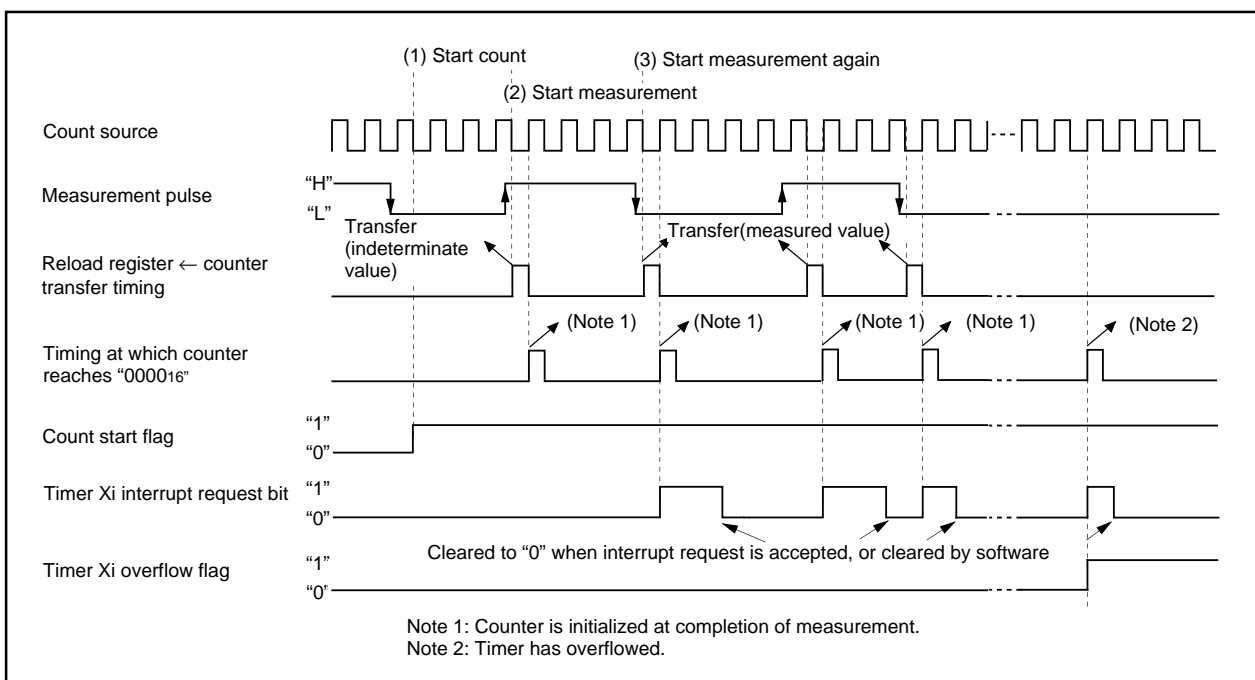 (1) Start count
(3) Start measurement again
(2) Start measurement
Count source
Measurement pulse
“H”
“L”
Transfer
(indeterminate
value)
Transfer(measured value)
Reload register ← counter
transfer timing
(Note 1)
(Note 1)
(Note 1)
(Note 1)
(Note 2)
Timing at which counter
reaches “000016”
Count start flag
“1”
“0”
Timer Xi interrupt request bit
“1”
“0”
Cleared to “0” when interrupt request is accepted, or cleared by software
Timer Xi overflow flag
“1”
“0”
Note 1: Counter is initialized at completion of measurement.
Note 2: Timer has overflowed.